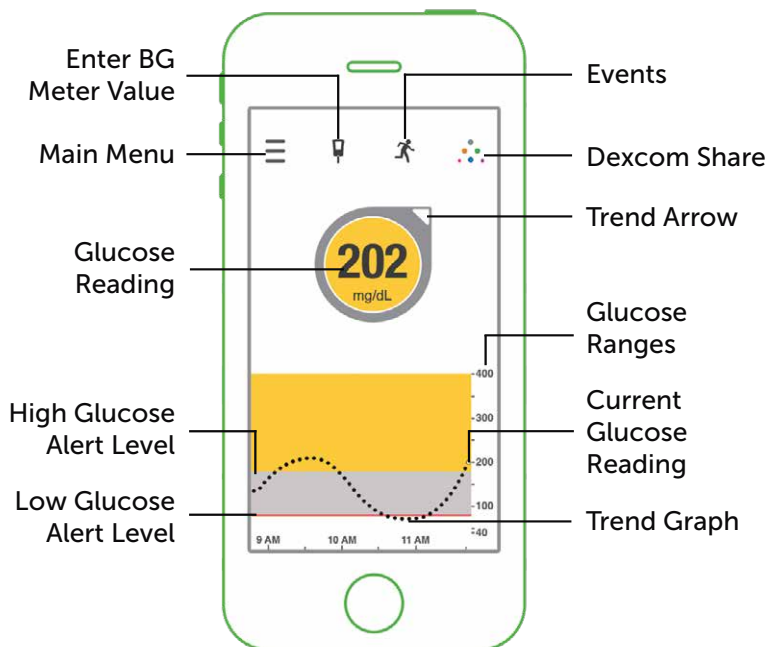 Enter BG
Meter Value
Events
Main Menu
Dexcom Share
Trend Arrow
Glucose
Reading
202
mg/dL
Glucose
Ranges
400
High Glucose
Alert Level
300
Current
Glucose
Reading
200
Low Glucose
Alert Level
100
Trend Graph
40
9 AM
10 AM
11 AM